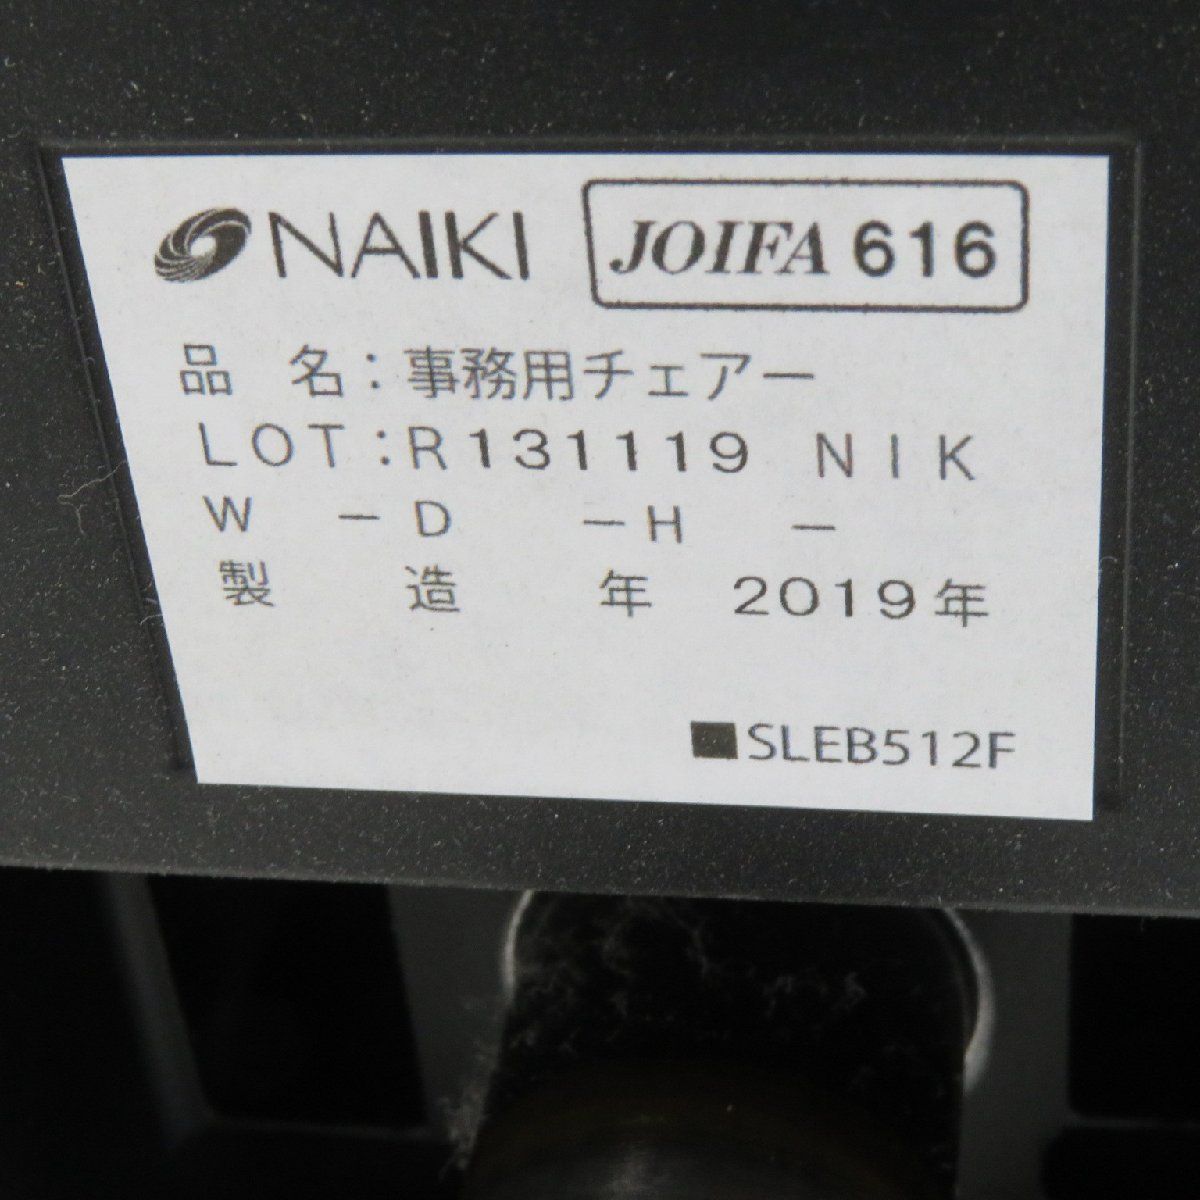 NAIKI JOIFA 616
品 名：事務用チェアー
LOT：R131119 NIK
W －D －H －
製 造 年 2019年
■SLEB512F